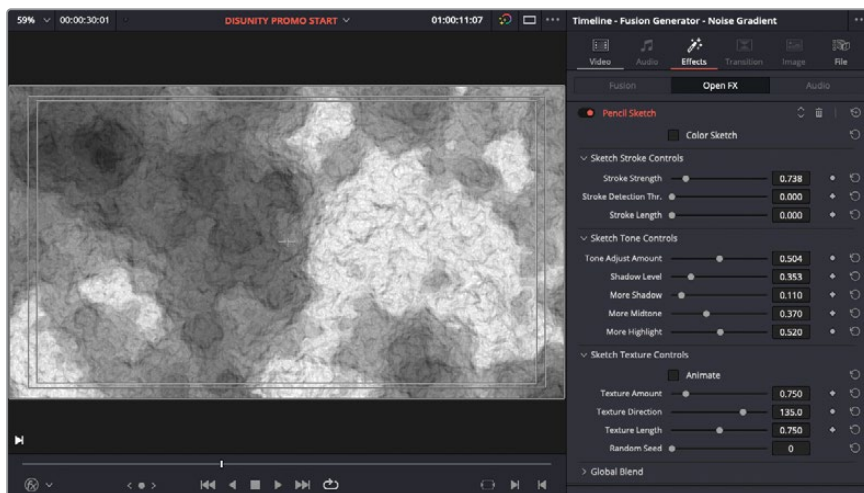 59% 00:00:30:01 DISUNITY PROMO START 01:00:11:07 Timeline - Fusion Generator - Noise Gradient
Video Audio Effects Transition Image File
Fusion Open FX Audio
Pencil Sketch
Color Sketch
Sketch Stroke Controls
Stroke Strength 0.738
Stroke Detection Thr. 0.000
Stroke Length 0.000
Sketch Tone Controls
Tone Adjust Amount 0.504
Shadow Level 0.353
More Shadow 0.110
More Midtone 0.370
More Highlight 0.520
Sketch Texture Controls
Animate
Texture Amount 0.750
Texture Direction 135.0
Texture Length 0.750
Random Seed 0
Global Blend